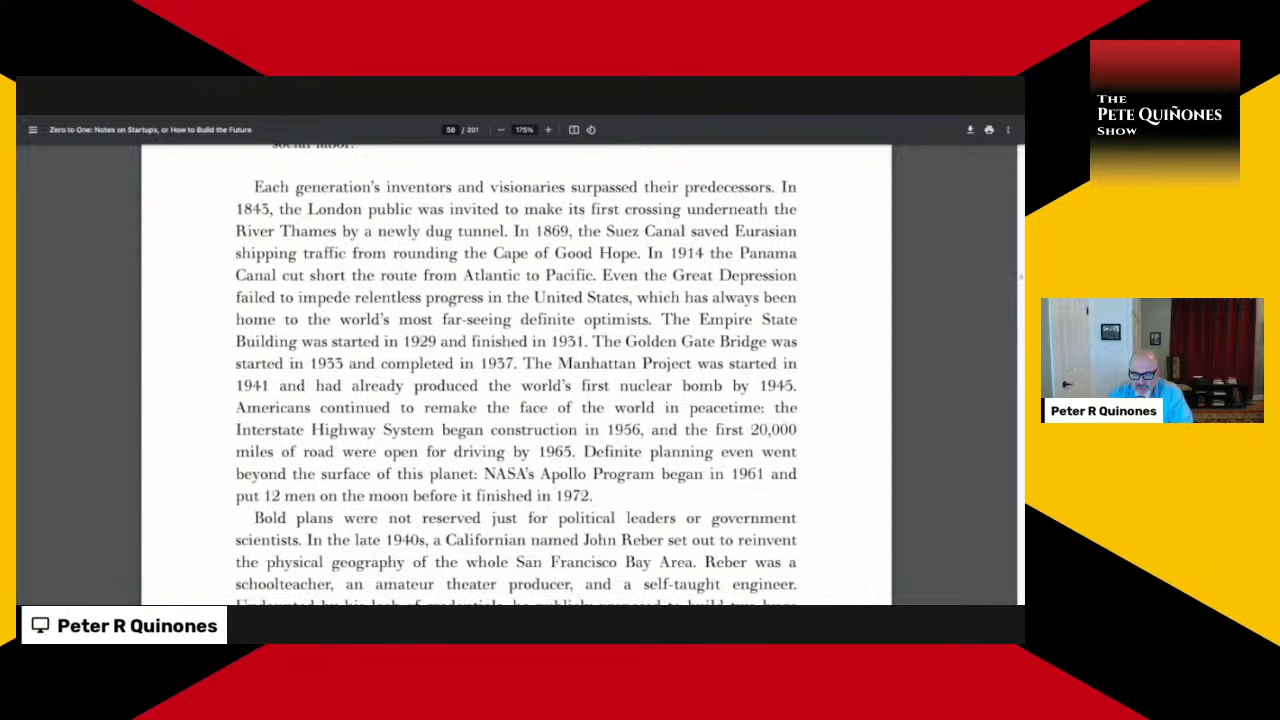 THE
PETE QUIÑONES
SHOW
Zero to One: Notes on Startups, or How to Build the Future
58 / 201
175%
social labor.
Each generation's inventors and visionaries surpassed their predecessors. In
1843, the London public was invited to make its first crossing underneath the
River Thames by a newly dug tunnel. In 1869, the Suez Canal saved Eurasian
shipping traffic from rounding the Cape of Good Hope. In 1914 the Panama
Canal cut short the route from Atlantic to Pacific. Even the Great Depression
failed to impede relentless progress in the United States, which has always been
home to the world's most far-seeing definite optimists. The Empire State
Building was started in 1929 and finished in 1931. The Golden Gate Bridge was
started in 1933 and completed in 1937. The Manhattan Project was started in
1941 and had already produced the world's first nuclear bomb by 1945.
Americans continued to remake the face of the world in peacetime: the
Interstate Highway System began construction in 1956, and the first 20,000
miles of road were open for driving by 1965. Definite planning even went
beyond the surface of this planet: NASA's Apollo Program began in 1961 and
put 12 men on the moon before it finished in 1972.
Bold plans were not reserved just for political leaders or government
scientists. In the late 1940s, a Californian named John Reber set out to reinvent
the physical geography of the whole San Francisco Bay Area. Reber was a
schoolteacher, an amateur theater producer, and a self-taught engineer.
Peter R Quinones
Peter R Quinones